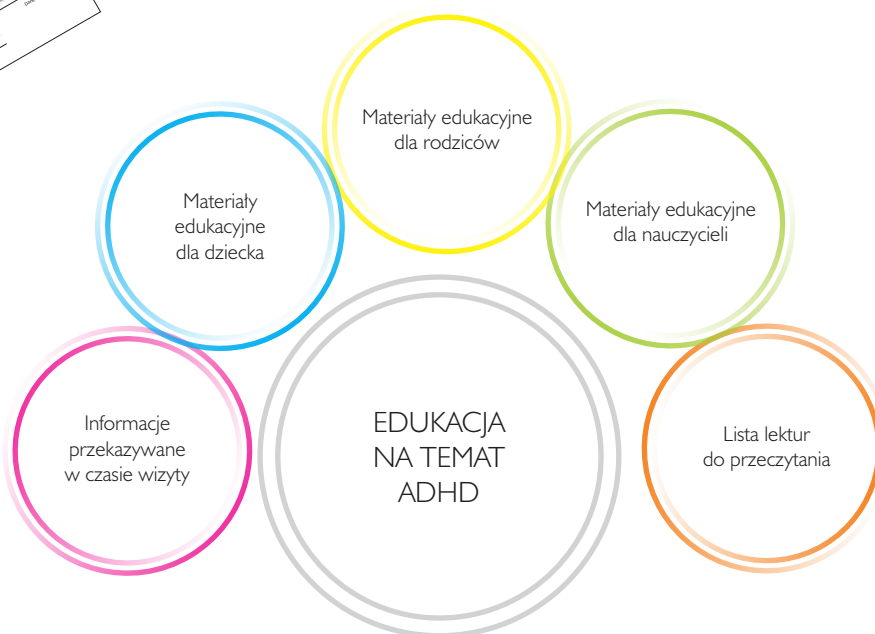 Materiały edukacyjne
dla rodziców
Materiały
edukacyjne
dla dziecka
Materiały edukacyjne
dla nauczycieli
Informacje
przekazywane
w czasie wizyty
EDUKACJA
NA TEMAT
ADHD
Lista lektur
do przeczytania